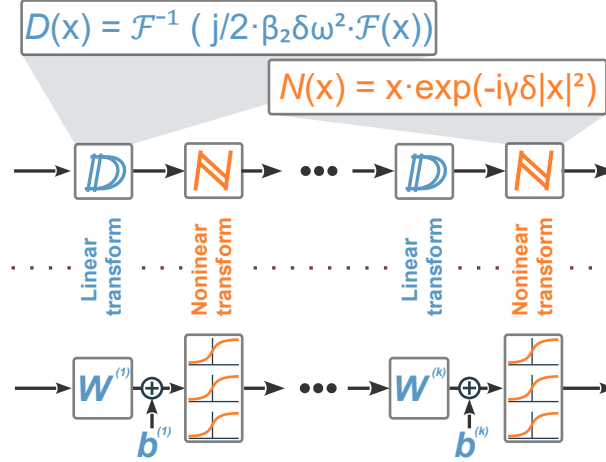 D(x) = ℱ⁻¹ ( j/2·β₂δω²·ℱ(x))
N(x) = x·exp(-iγδ|x|²)
𝔻
N
•••
𝔻
N
Linear
transform
Noninear
transform
Linear
transform
Noninear
transform
W⁽¹⁾
+
•••
W⁽ᵏ⁾
+
b⁽¹⁾
b⁽ᵏ⁾